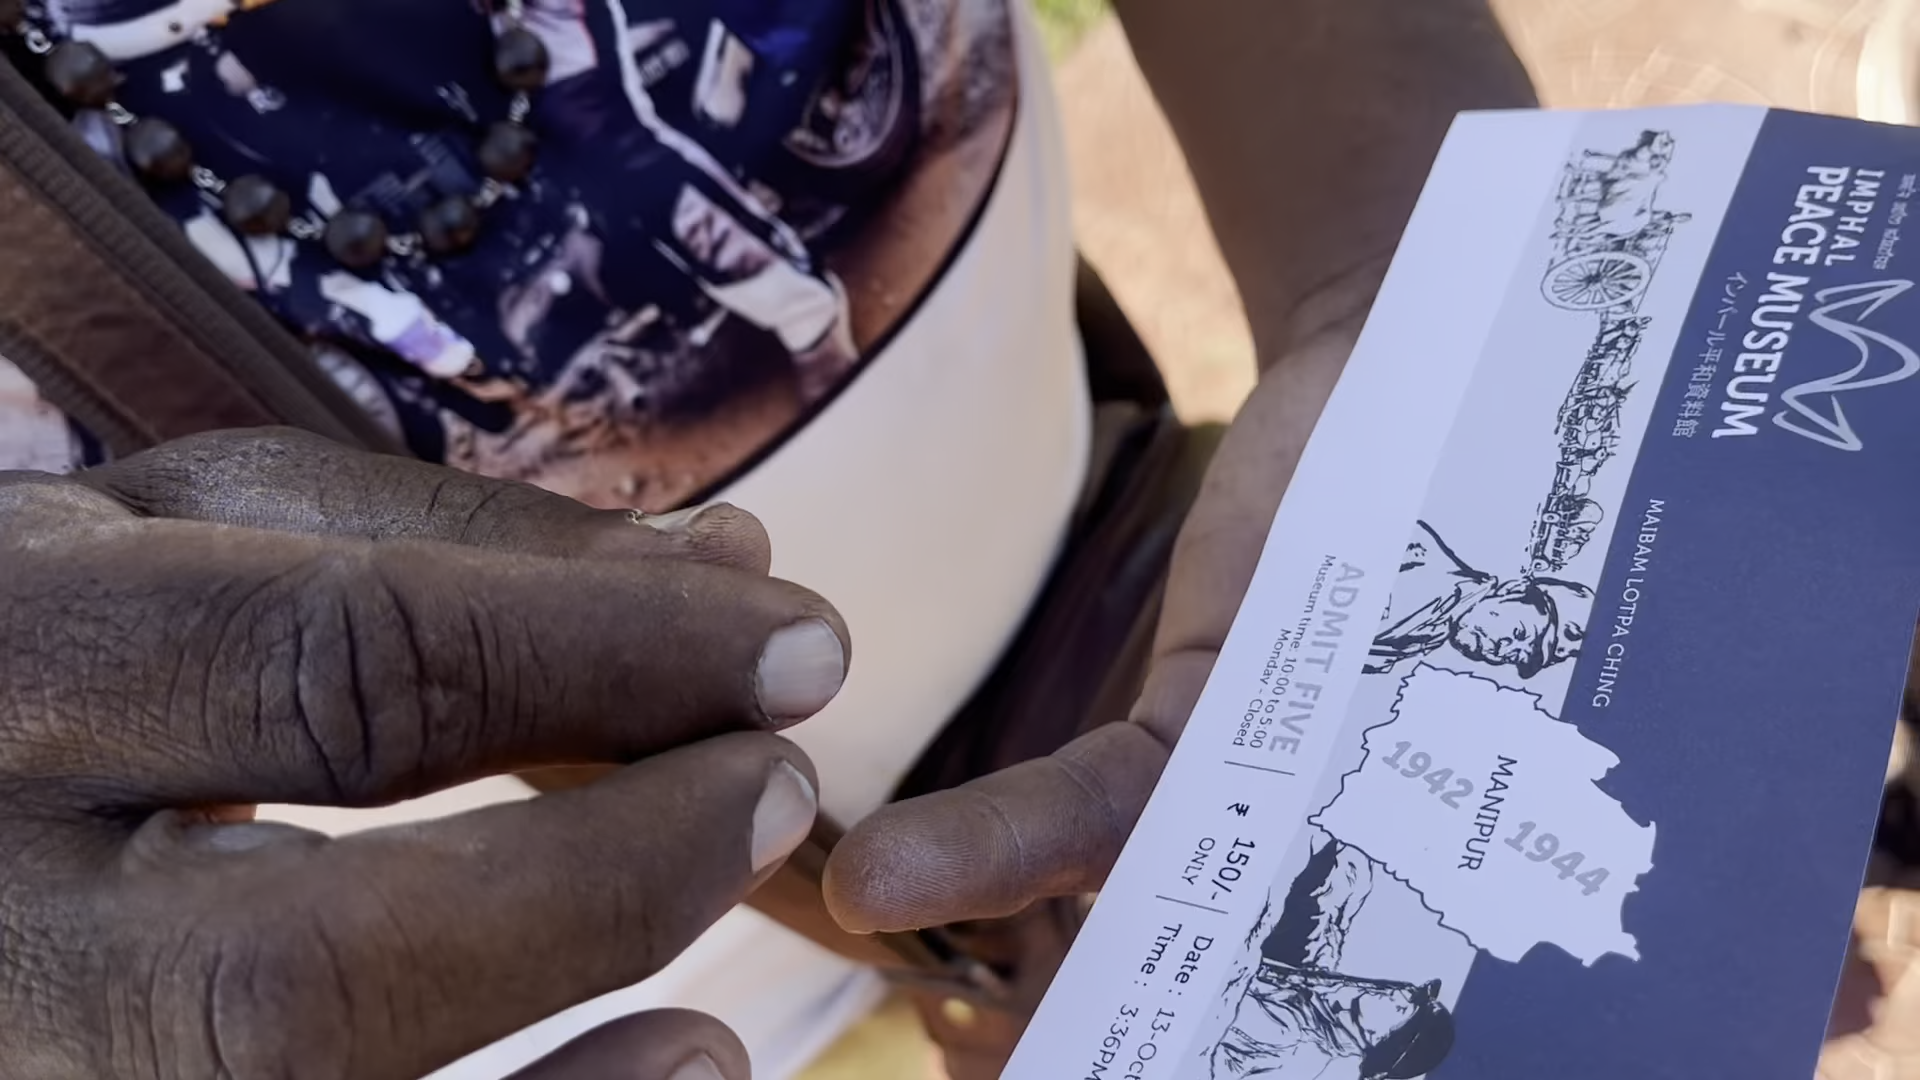 IMPHAL
PEACE MUSEUM
インパール平和資料館
MAIBAM LOTPA CHING
MANIPUR
1942
1944
ADMIT FIVE
Museum time: 10:00 to 5:00
Monday - Closed
₹ 150/-
ONLY
Date : 13-Oct
Time : 3:36PM